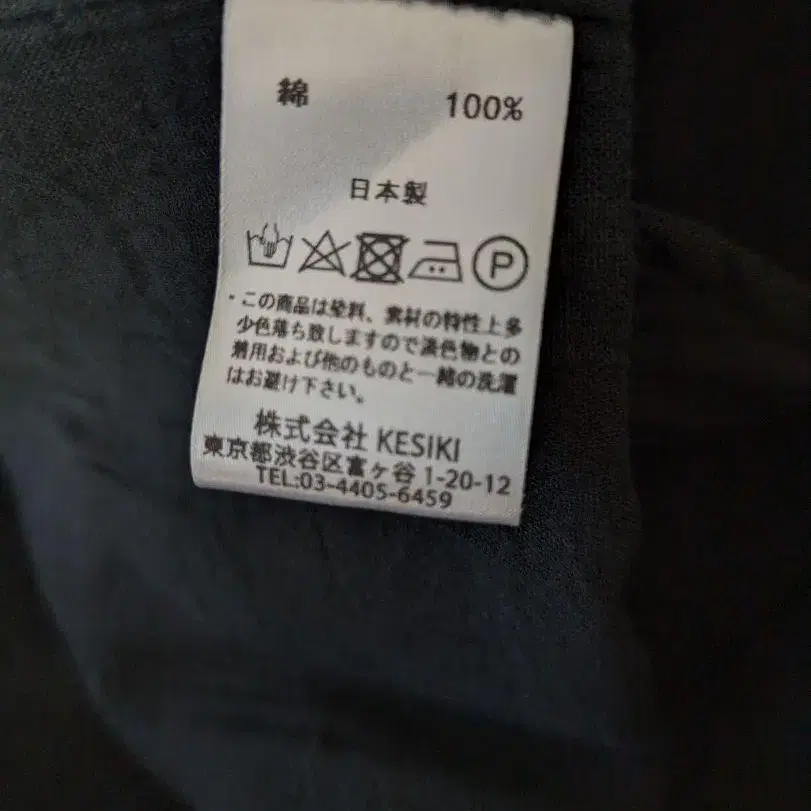 綿 100%
日本製
P
・この商品は染料、素材の特性上多
少色落ち致しますので淡色物との
着用および他のものと一緒の洗濯
はお避け下さい。
株式会社 KESIKI
東京都渋谷区富ヶ谷 1-20-12
TEL:03-4405-6459